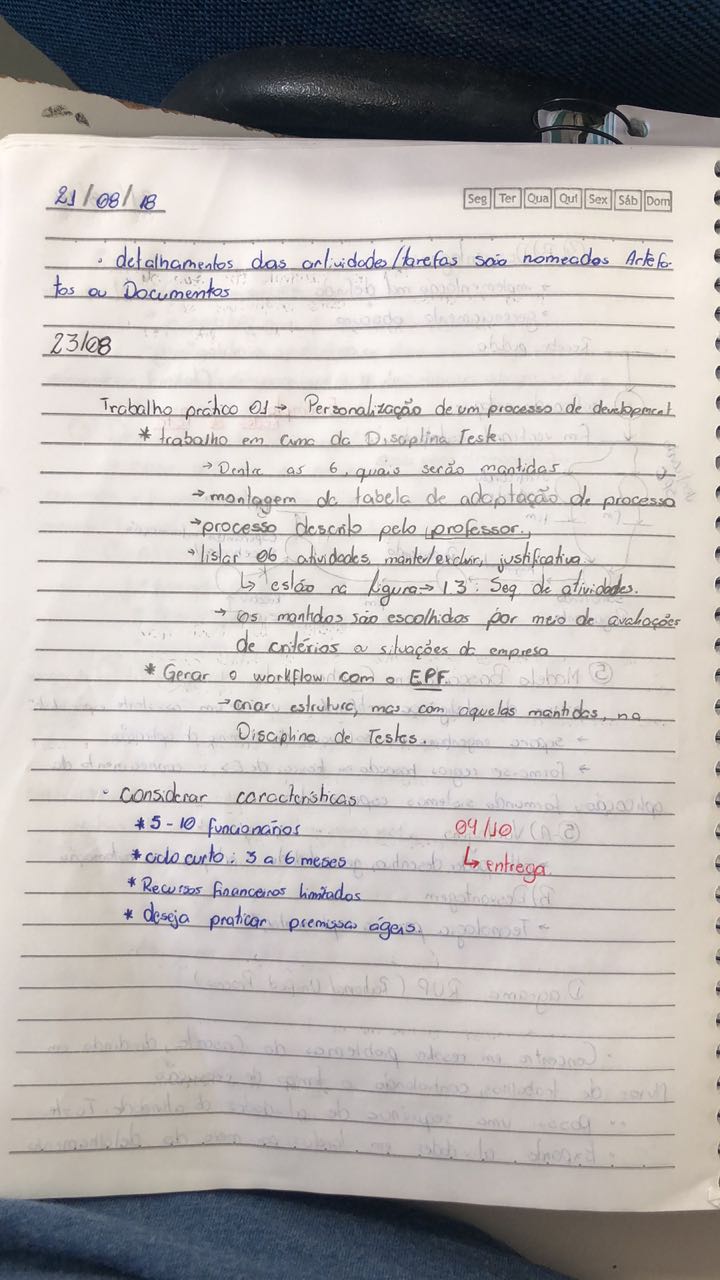 21/08/18
Seg Ter Qua Qui Sex Sáb Dom
· detalhamentos das atividades/tarefas são nomeados Artefa-
tos ou Documentos
23/08
Trabalho prático 01 → Personalização de um processo de development
* trabalho em cima da Disciplina Teste
→ Dentre as 6, quais serão mantidas
→ montagem da tabela de adaptação de processo
→ processo descrito pelo professor.
→ listar 06 atividades, manter/excluir, justificativa
↳ estão na figura → 1.3: Seq de atividades.
→ os mantidos são escolhidos por meio de avaliações
de critérios a situações da empresa
* Gerar o workflow com o EPF
→ criar estrutura, mas com aquelas mantidas, na
Disciplina de Testes.
· considerar características
* 5 - 10 funcionários
04/10
* ciclo curto: 3 a 6 meses
↳ entrega
* Recursos financeiros limitados
* deseja praticar premissas ágeis.